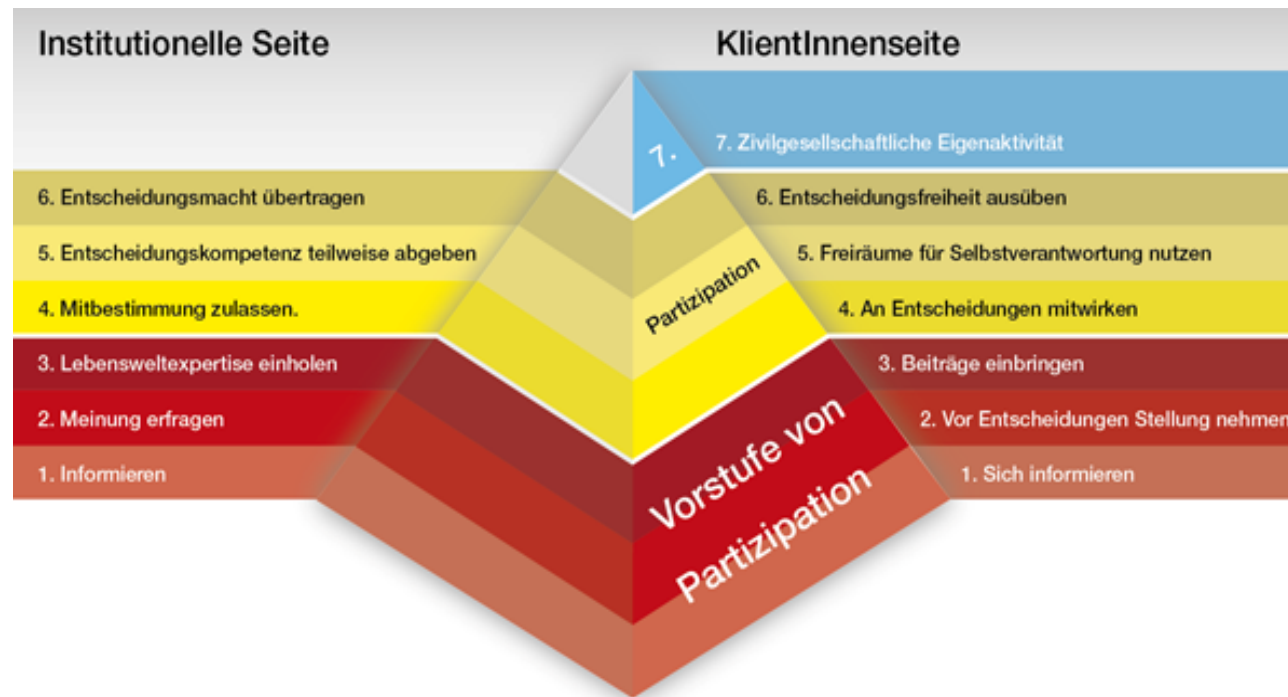 Institutionelle Seite
KlientInnenseite
7.
7. Zivilgesellschaftliche Eigenaktivität
6. Entscheidungsmacht übertragen
6. Entscheidungsfreiheit ausüben
5. Entscheidungskompetenz teilweise abgeben
5. Freiräume für Selbstverantwortung nutzen
Partizipation
4. Mitbestimmung zulassen.
4. An Entscheidungen mitwirken
3. Lebensweltexpertise einholen
3. Beiträge einbringen
2. Meinung erfragen
2. Vor Entscheidungen Stellung nehmen
1. Informieren
1. Sich informieren
Vorstufe von
Partizipation